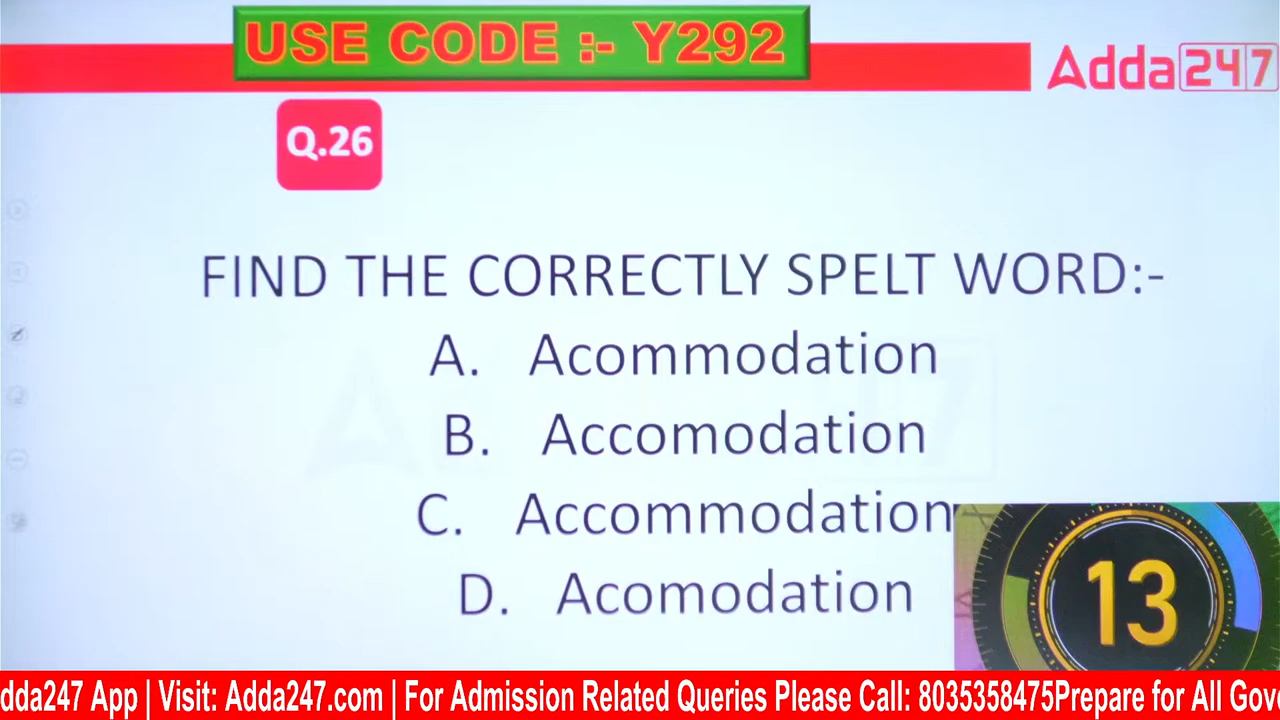 USE CODE :- Y292
Adda247
Q.26
FIND THE CORRECTLY SPELT WORD:-
A. Acommodation
B. Accomodation
C. Accommodation
D. Acomodation
13
dda247 App | Visit: Adda247.com | For Admission Related Queries Please Call: 8035358475Prepare for All Gov